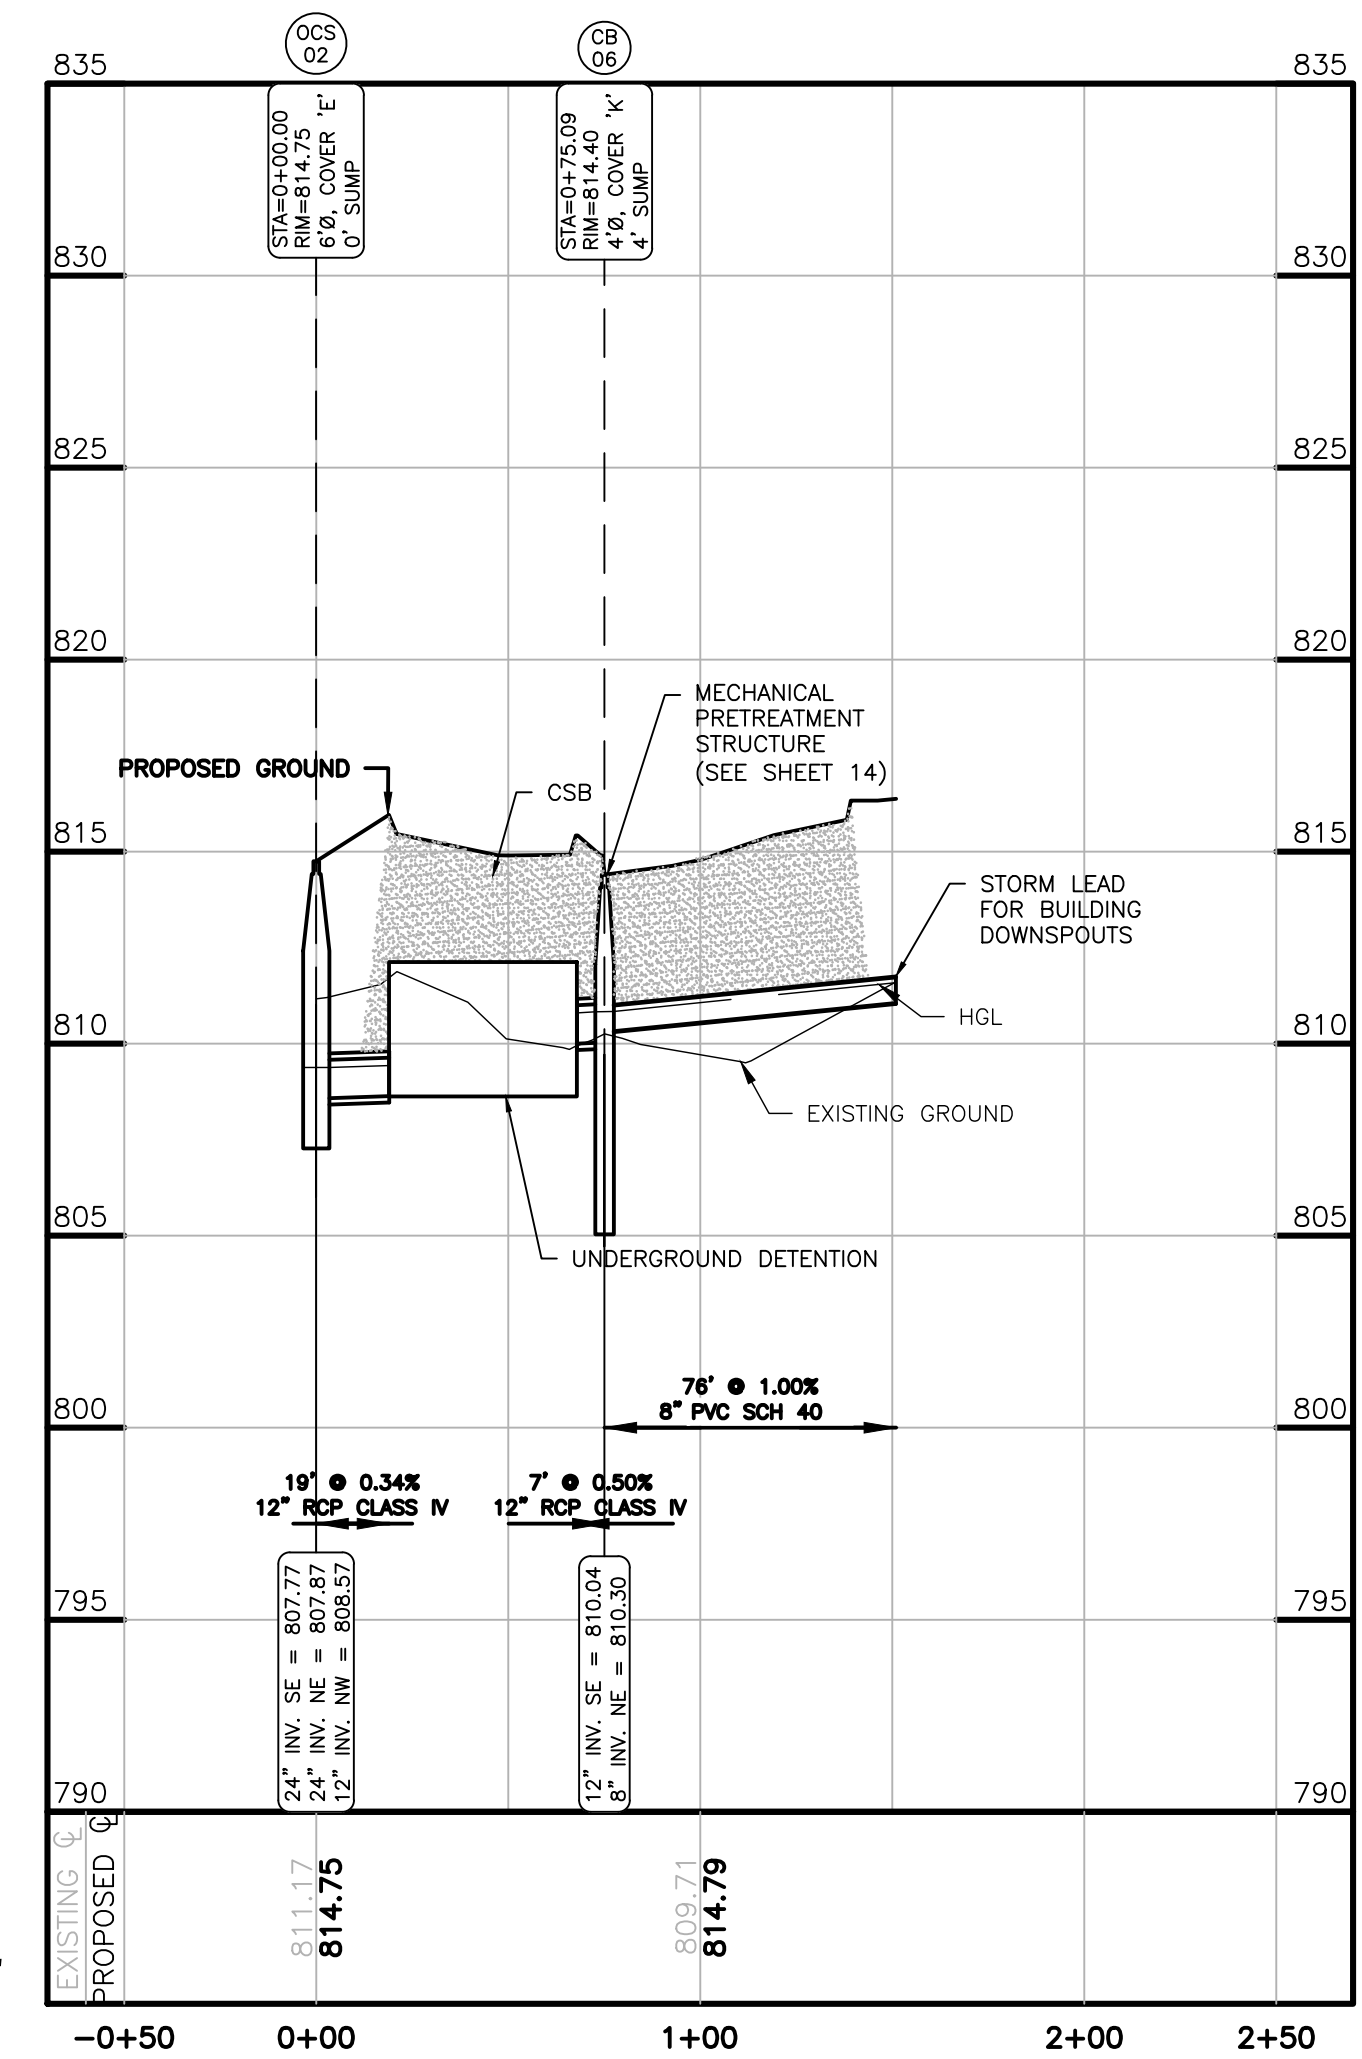 OCS
02
CB
06
835
835
STA=0+00.00
RIM=814.75
6'Ø, COVER 'E'
0' SUMP
STA=0+75.09
RIM=814.40
4'Ø, COVER 'K'
4' SUMP
830
830
825
825
820
820
MECHANICAL
PRETREATMENT
STRUCTURE
(SEE SHEET 14)
PROPOSED GROUND
CSB
815
815
STORM LEAD
FOR BUILDING
DOWNSPOUTS
HGL
810
810
EXISTING GROUND
805
805
UNDERGROUND DETENTION
76' @ 1.00%
8" PVC SCH 40
800
800
19' @ 0.34%
12" RCP CLASS IV
7' @ 0.50%
12" RCP CLASS IV
24" INV. SE = 807.77
24" INV. NE = 807.87
12" INV. NW = 808.57
12" INV. SE = 810.04
8" INV. NE = 810.30
795
795
790
790
EXISTING ℄
PROPOSED ℄
811.17
814.75
809.71
814.79
-0+50
0+00
1+00
2+00
2+50